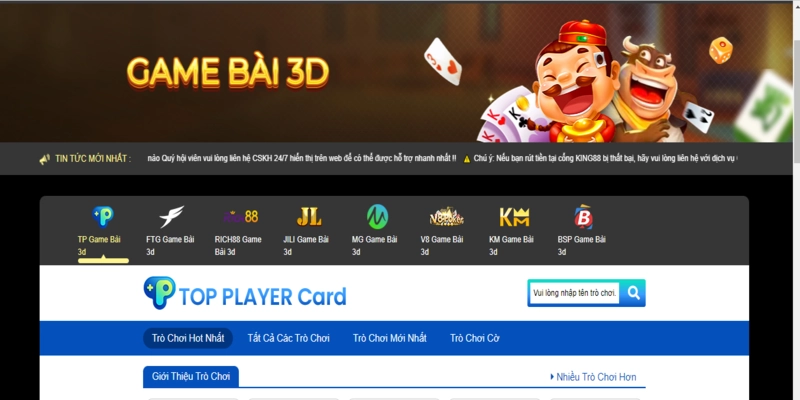 GAME BÀI 3D
TIN TỨC MỚI NHẤT :
nào Quý hội viên vui lòng liên hệ CSKH 24/7 hiển thị trên web để có thể được hỗ trợ nhanh nhất !! Chú ý: Nếu bạn rút tiền tại cổng KING88 bị thất bại, hãy vui lòng liên hệ với dịch vụ
88 JL V8 poker KM B
TP Game Bài 3d
FTG Game Bài 3d
RICH88 Game Bài 3d
JILI Game Bài 3d
MG Game Bài 3d
V8 Game Bài 3d
KM Game Bài 3d
BSP Game Bài 3d
TOP PLAYER Card
Vui lòng nhập tên trò chơi.
Trò Chơi Hot Nhất
Tất Cả Các Trò Chơi
Trò Chơi Mới Nhất
Trò Chơi Cờ
Giới Thiệu Trò Chơi
Nhiều Trò Chơi Hơn